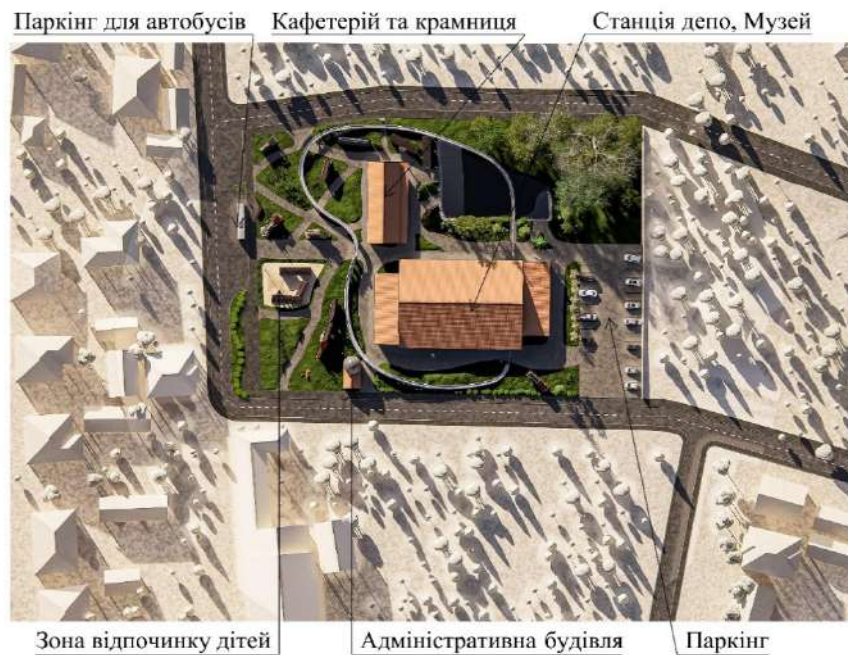 Паркінг для автобусів
Кафетерій та крамниця
Станція депо, Музей
Зона відпочинку дітей
Адміністративна будівля
Паркінг